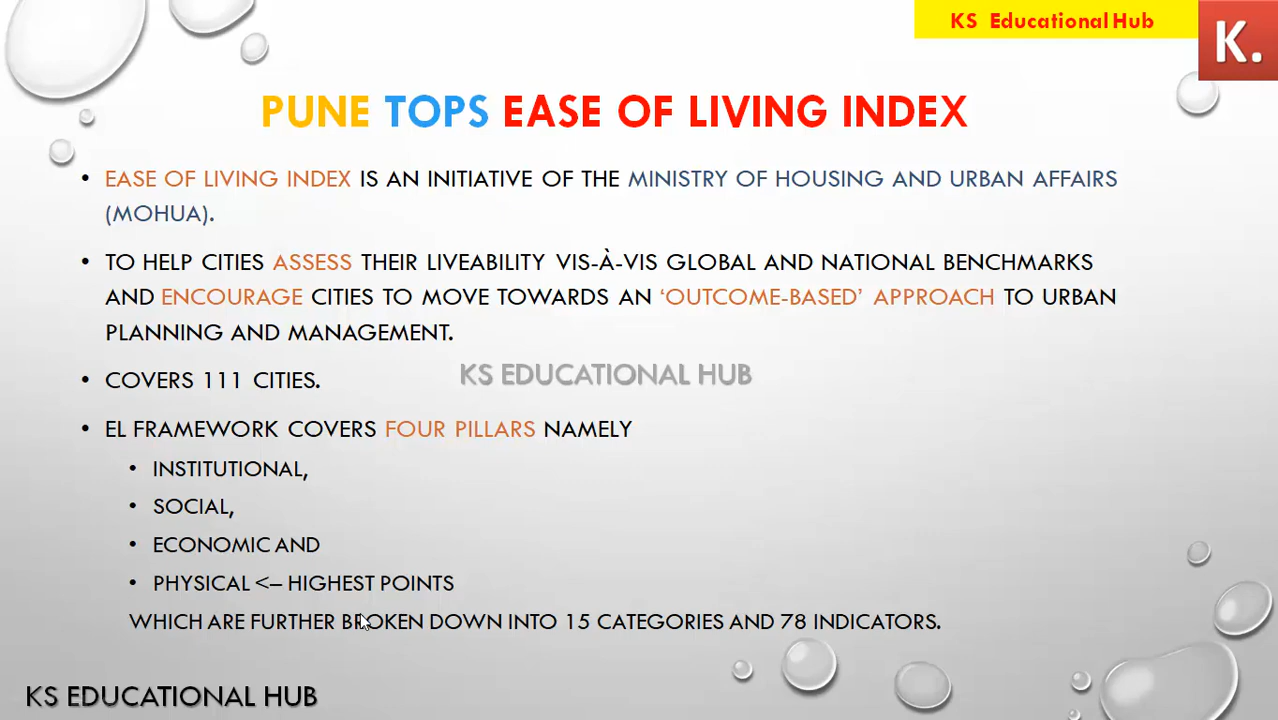 KS Educational Hub
K.
PUNE TOPS EASE OF LIVING INDEX
• EASE OF LIVING INDEX IS AN INITIATIVE OF THE MINISTRY OF HOUSING AND URBAN AFFAIRS
(MOHUA).
• TO HELP CITIES ASSESS THEIR LIVEABILITY VIS-À-VIS GLOBAL AND NATIONAL BENCHMARKS
AND ENCOURAGE CITIES TO MOVE TOWARDS AN ‘OUTCOME-BASED’ APPROACH TO URBAN
PLANNING AND MANAGEMENT.
KS EDUCATIONAL HUB
• COVERS 111 CITIES.
• EL FRAMEWORK COVERS FOUR PILLARS NAMELY
• INSTITUTIONAL,
• SOCIAL,
• ECONOMIC AND
• PHYSICAL <– HIGHEST POINTS
WHICH ARE FURTHER BROKEN DOWN INTO 15 CATEGORIES AND 78 INDICATORS.
KS EDUCATIONAL HUB